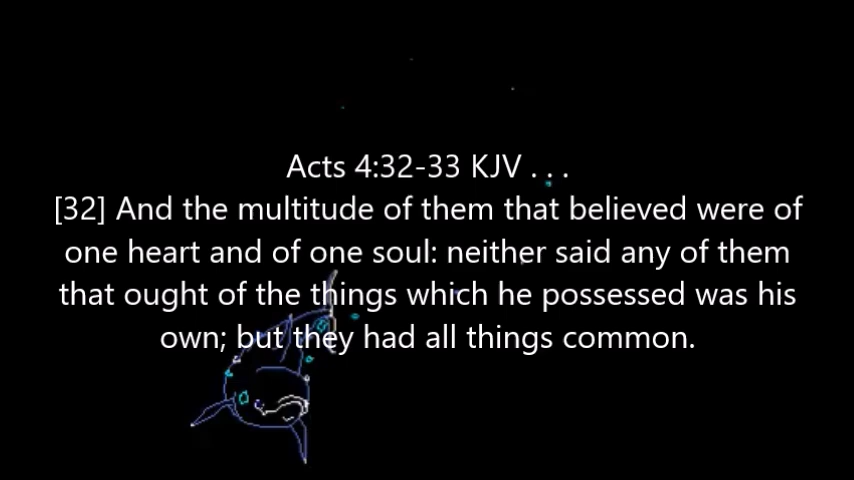 Acts 4:32-33 KJV . . .
[32] And the multitude of them that believed were of
one heart and of one soul: neither said any of them
that ought of the things which he possessed was his
own; but they had all things common.